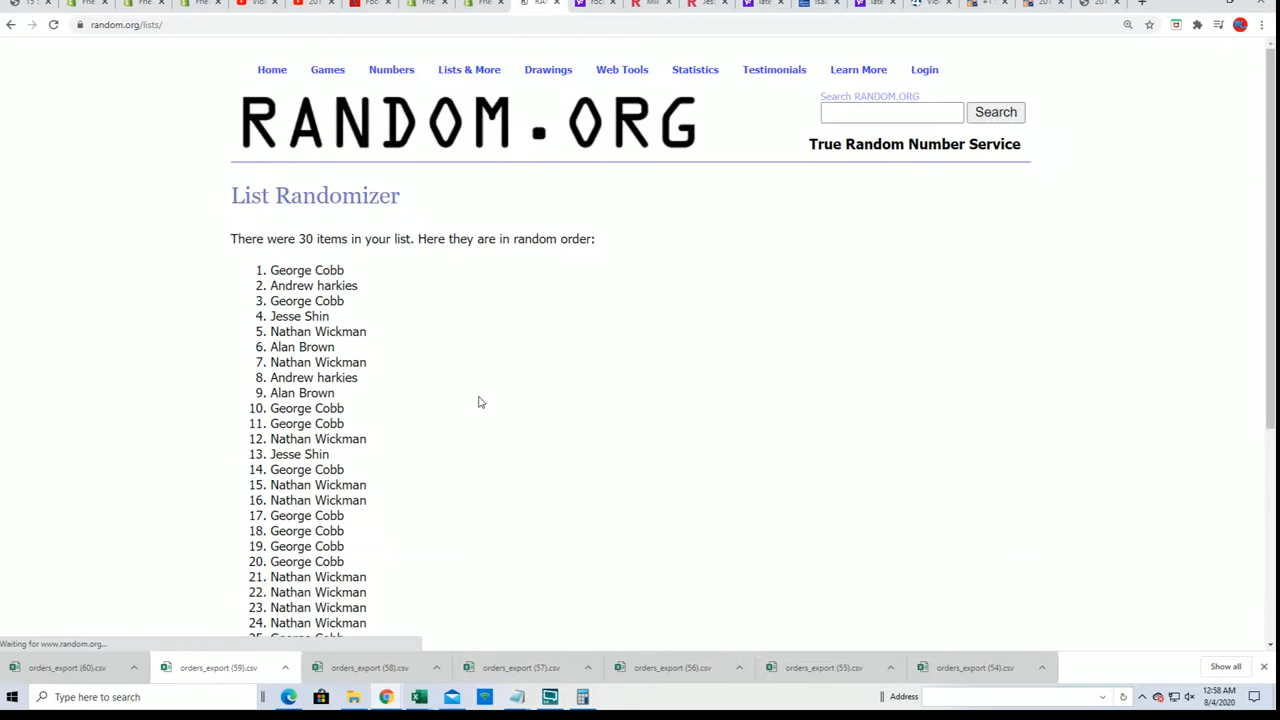 random.org/lists/
Home Games Numbers Lists & More Drawings Web Tools Statistics Testimonials Learn More Login
RANDOM.ORG
Search RANDOM.ORG
Search
True Random Number Service
List Randomizer
There were 30 items in your list. Here they are in random order:
1. George Cobb
2. Andrew harkies
3. George Cobb
4. Jesse Shin
5. Nathan Wickman
6. Alan Brown
7. Nathan Wickman
8. Andrew harkies
9. Alan Brown
10. George Cobb
11. George Cobb
12. Nathan Wickman
13. Jesse Shin
14. George Cobb
15. Nathan Wickman
16. Nathan Wickman
17. George Cobb
18. George Cobb
19. George Cobb
20. George Cobb
21. Nathan Wickman
22. Nathan Wickman
23. Nathan Wickman
24. Nathan Wickman
25. George Cobb
Waiting for www.random.org...
orders_export (60).csv orders_export (59).csv orders_export (58).csv orders_export (57).csv orders_export (56).csv orders_export (55).csv orders_export (54).csv Show all
Type here to search Address 12:58 AM
8/4/2020